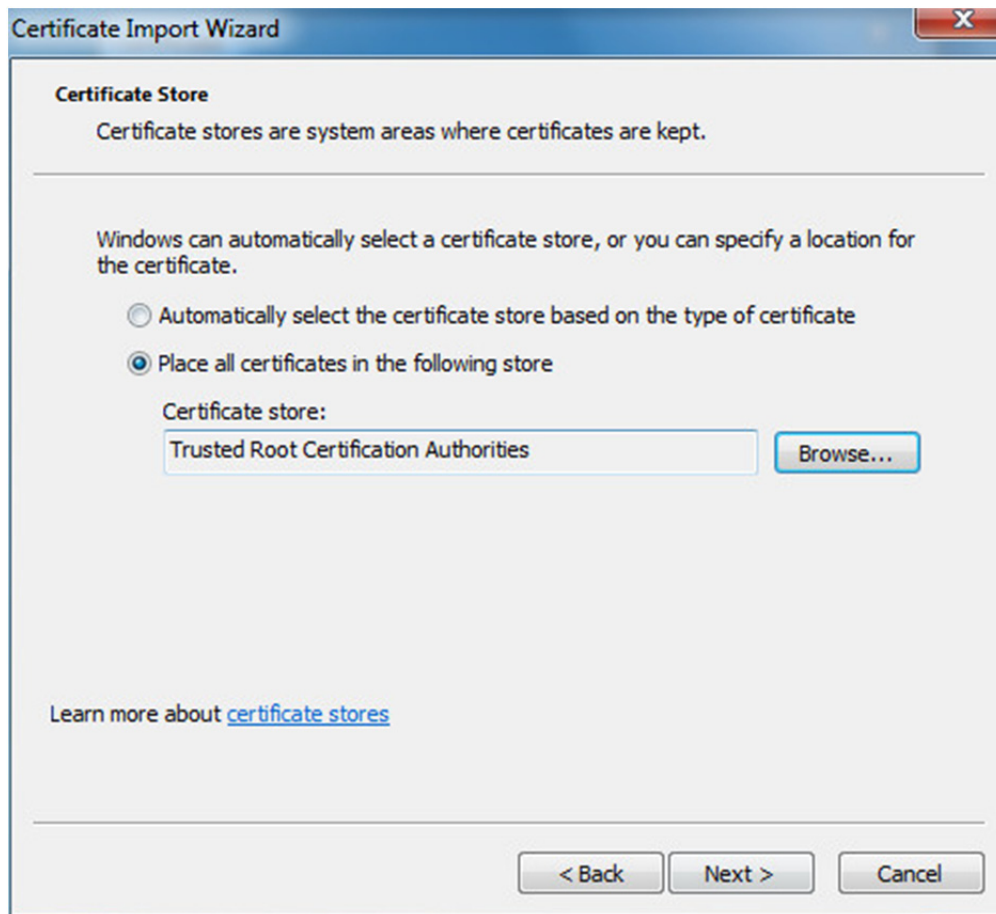 Certificate Import Wizard
Certificate Store
Certificate stores are system areas where certificates are kept.
Windows can automatically select a certificate store, or you can specify a location for
the certificate.
Automatically select the certificate store based on the type of certificate
Place all certificates in the following store
Certificate store:
Trusted Root Certification Authorities
Browse...
Learn more about certificate stores
< Back
Next >
Cancel